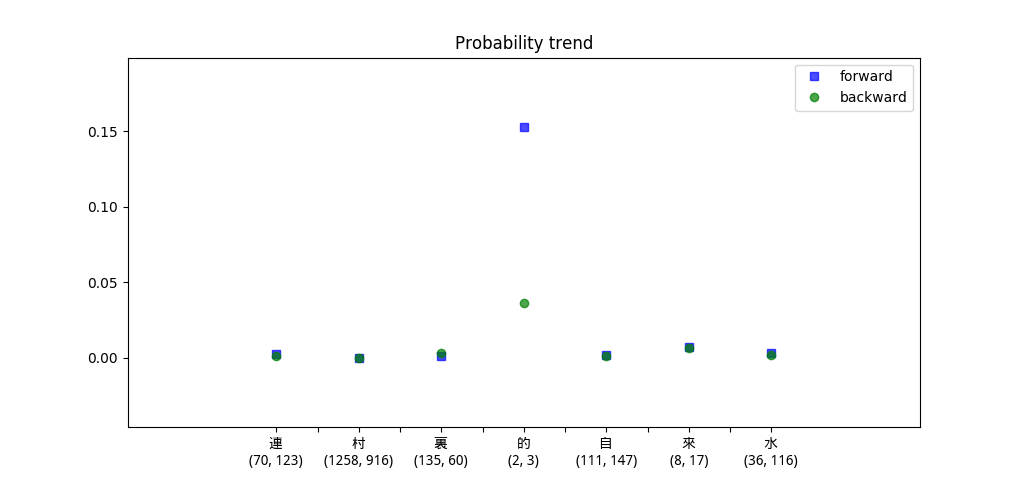 Probability trend
forward
backward
0.15
0.10
0.05
0.00
連 村 裏 的 自 來 水
(70, 123) (1258, 916) (135, 60) (2, 3) (111, 147) (8, 17) (36, 116)